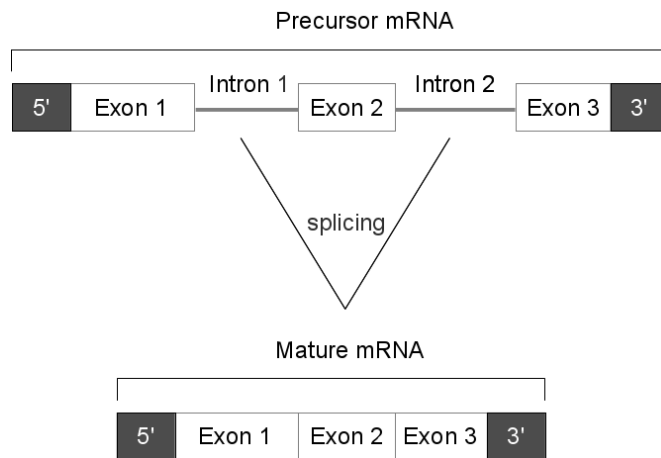 Precursor mRNA
Intron 1 Intron 2
5' Exon 1 Exon 2 Exon 3 3'
splicing
Mature mRNA
5' Exon 1 Exon 2 Exon 3 3'